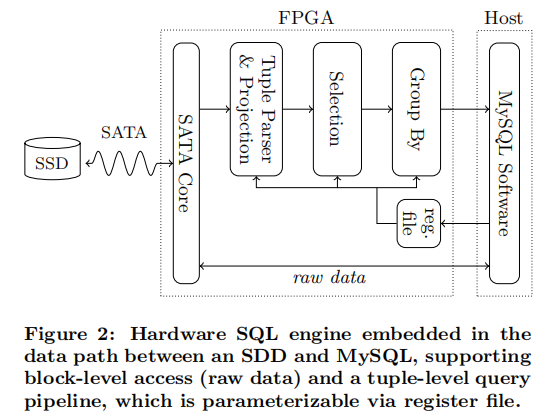 FPGA
Host
SATA
SSD
SATA Core
Tuple Parser
& Projection
Selection
Group By
MySQL Software
reg.
file
raw data
Figure 2: Hardware SQL engine embedded in the
data path between an SDD and MySQL, supporting
block-level access (raw data) and a tuple-level query
pipeline, which is parameterizable via register file.